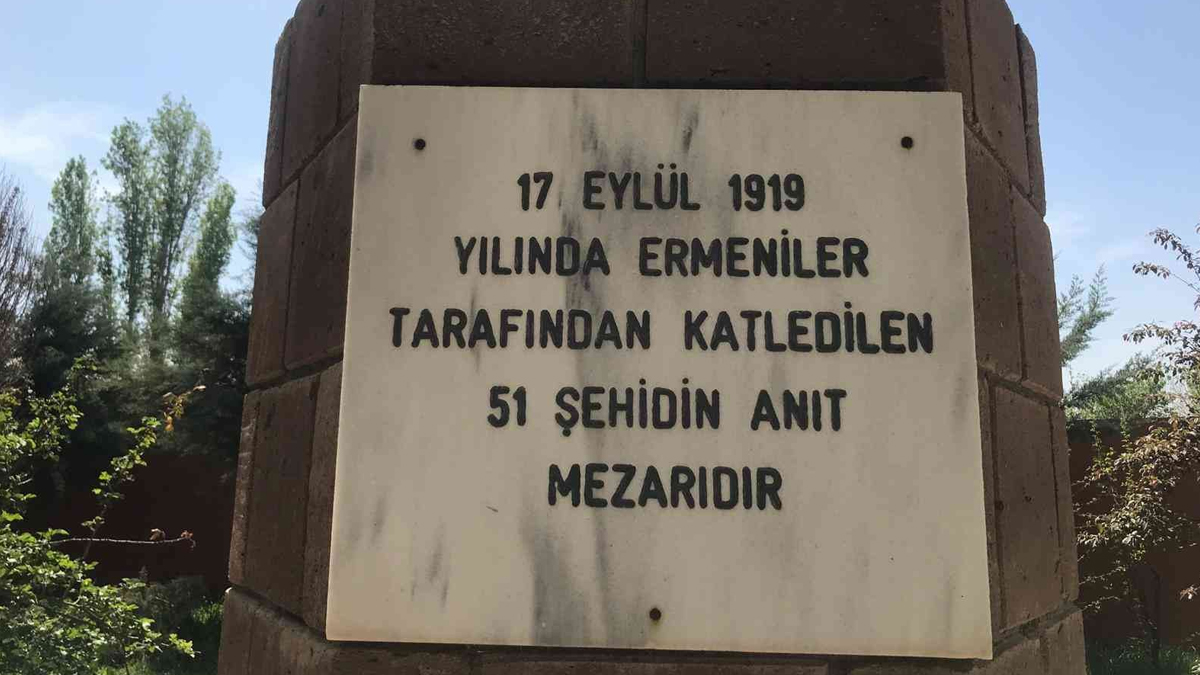 17 EYLÜL 1919
YILINDA ERMENİLER
TARAFINDAN KATLEDİLEN
51 ŞEHİDİN ANIT
MEZARIDIR